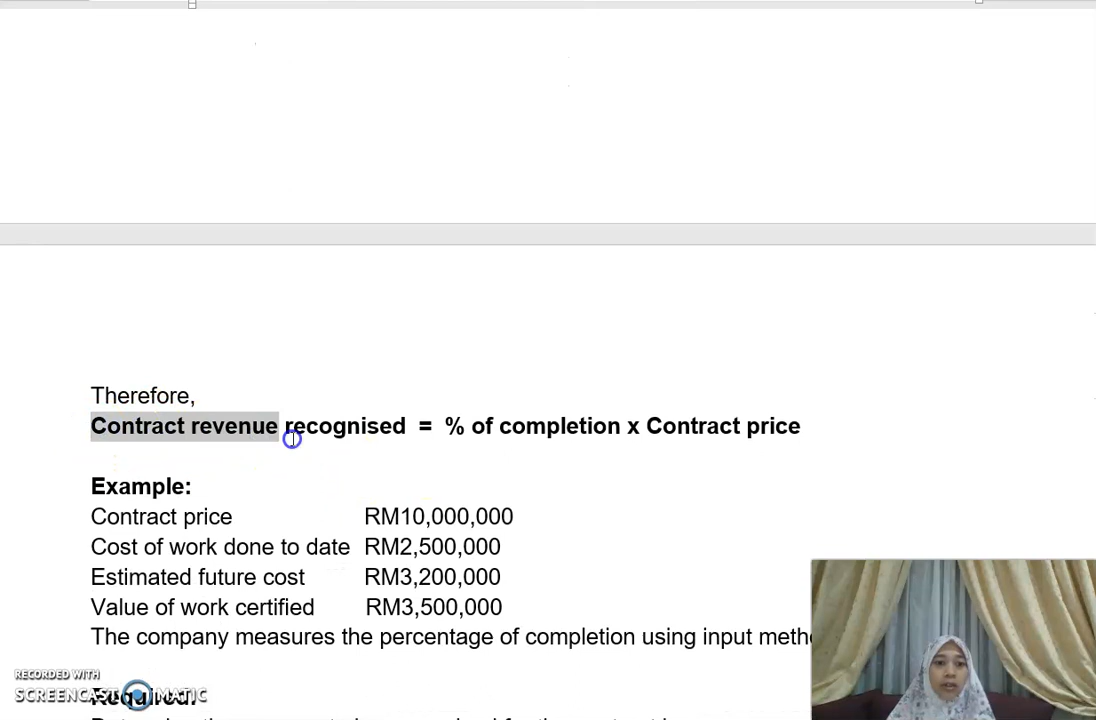 Therefore,
Contract revenue recognised = % of completion x Contract price
Example:
Contract price RM10,000,000
Cost of work done to date RM2,500,000
Estimated future cost RM3,200,000
Value of work certified RM3,500,000
The company measures the percentage of completion using input
RECORDED WITH
SCREENCAST-O-MATIC
Required: